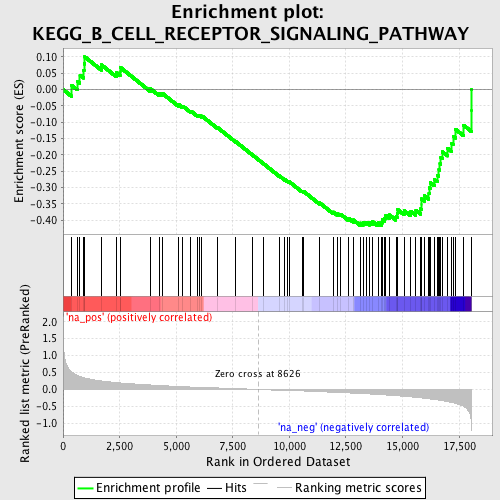 Enrichment plot:
KEGG_B_CELL_RECEPTOR_SIGNALING_PATHWAY
Enrichment score (ES)
0.10
0.05
0.00
-0.05
-0.10
-0.15
-0.20
-0.25
-0.30
-0.35
-0.40
'na_pos' (positively correlated)
Ranked list metric (PreRanked)
2.0
1.5
1.0
0.5
0.0
-0.5
-1.0
Zero cross at 8626
'na_neg' (negatively correlated)
0 2,500 5,000 7,500 10,000 12,500 15,000 17,500
Rank in Ordered Dataset
Enrichment profile Hits Ranking metric scores